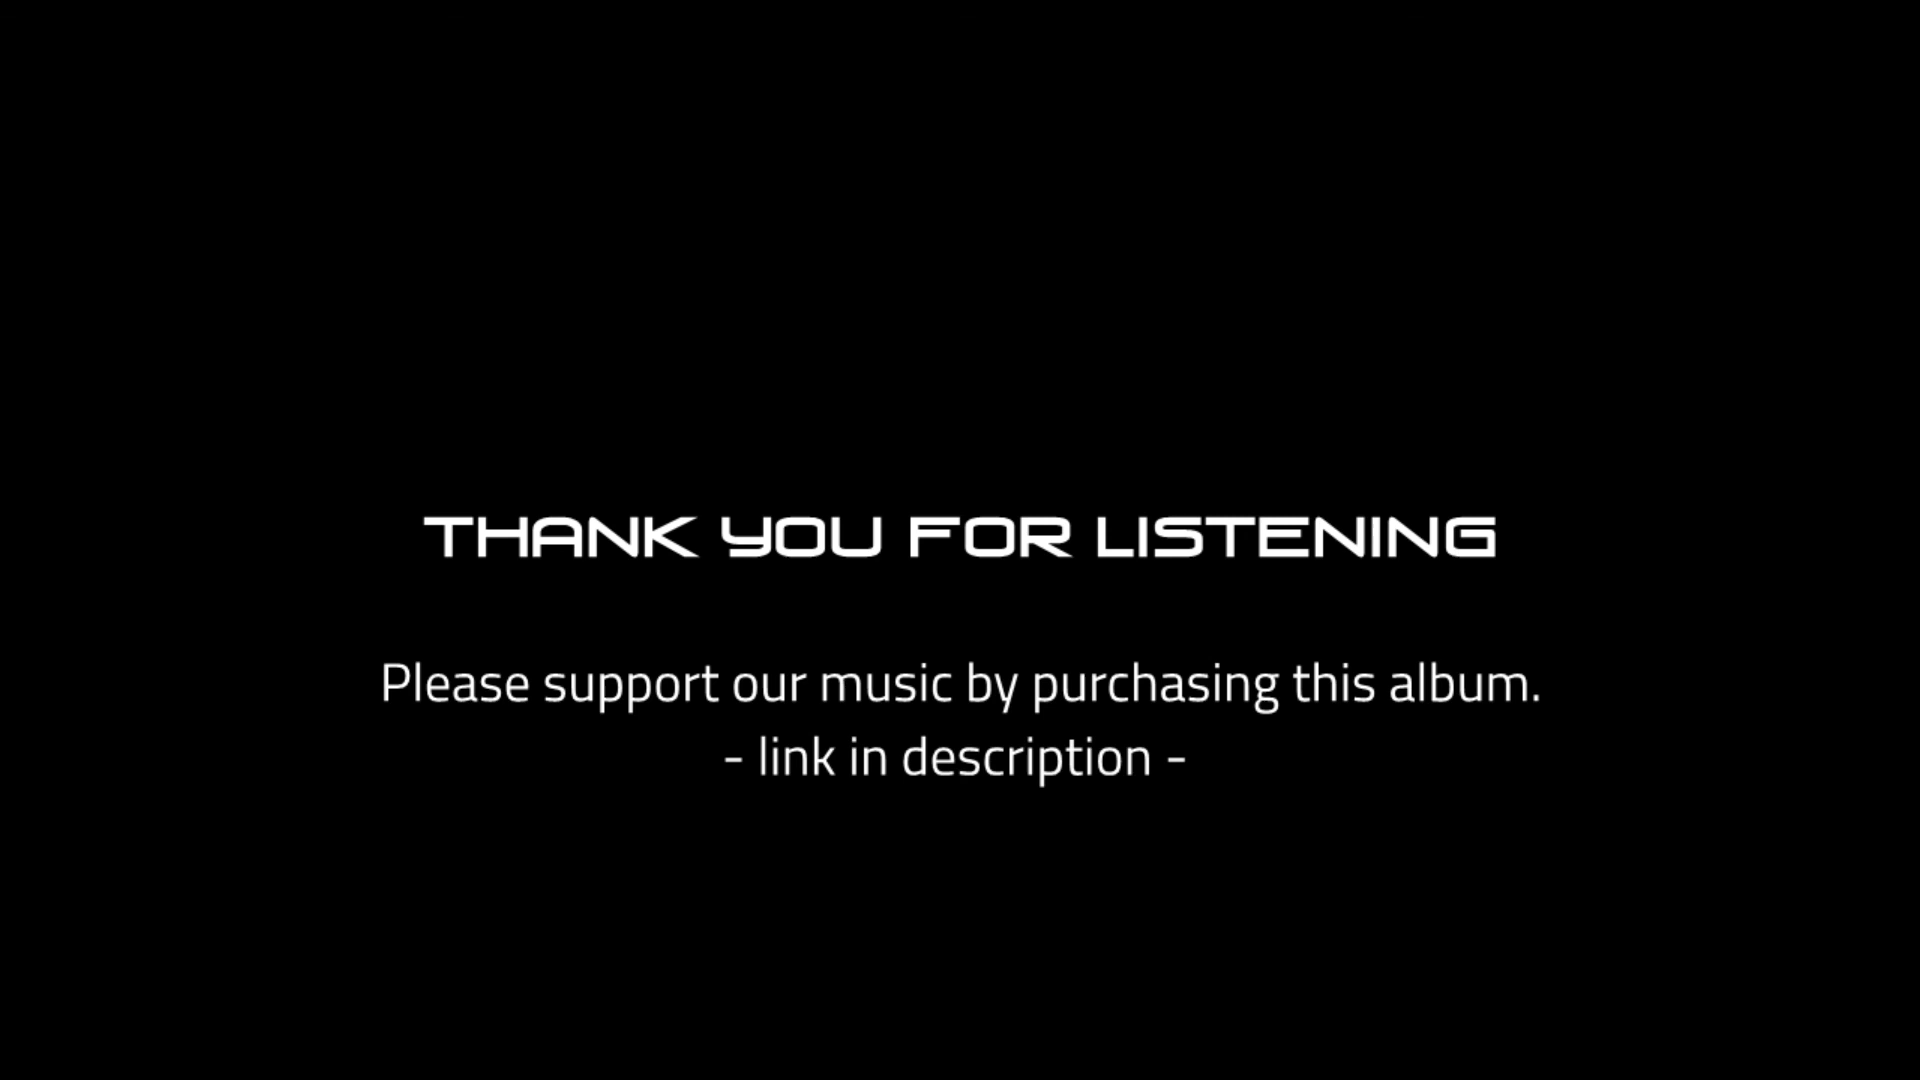 THANK YOU FOR LISTENING
Please support our music by purchasing this album.
- link in description -